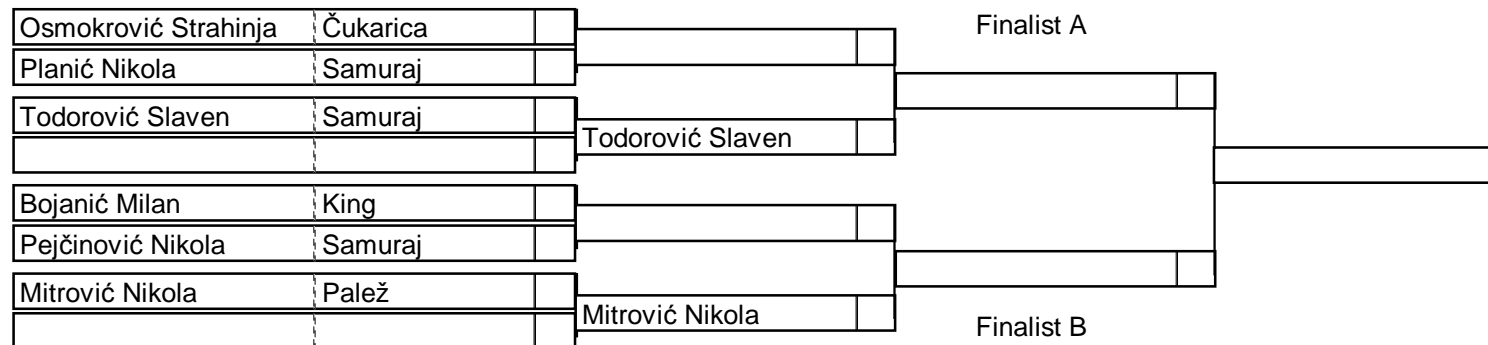 Osmokrović Strahinja Čukarica
Finalist A
Planić Nikola Samuraj
Todorović Slaven Samuraj
Todorović Slaven
Bojanić Milan King
Pejčinović Nikola Samuraj
Mitrović Nikola Palež
Mitrović Nikola
Finalist B